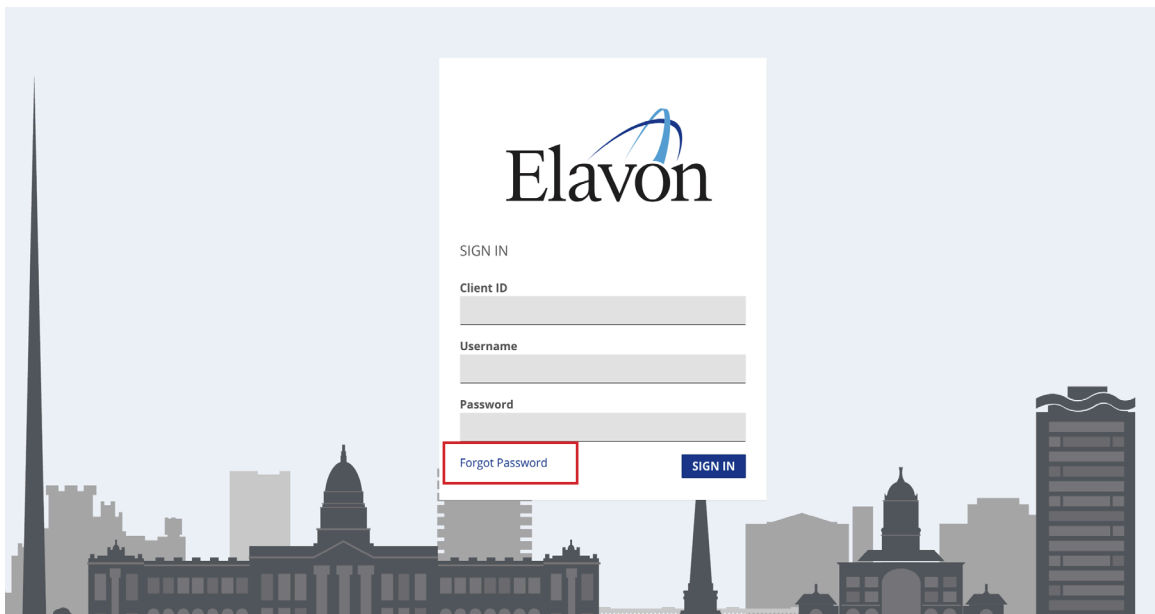 Elavon
SIGN IN
Client ID
Username
Password
Forgot Password
SIGN IN